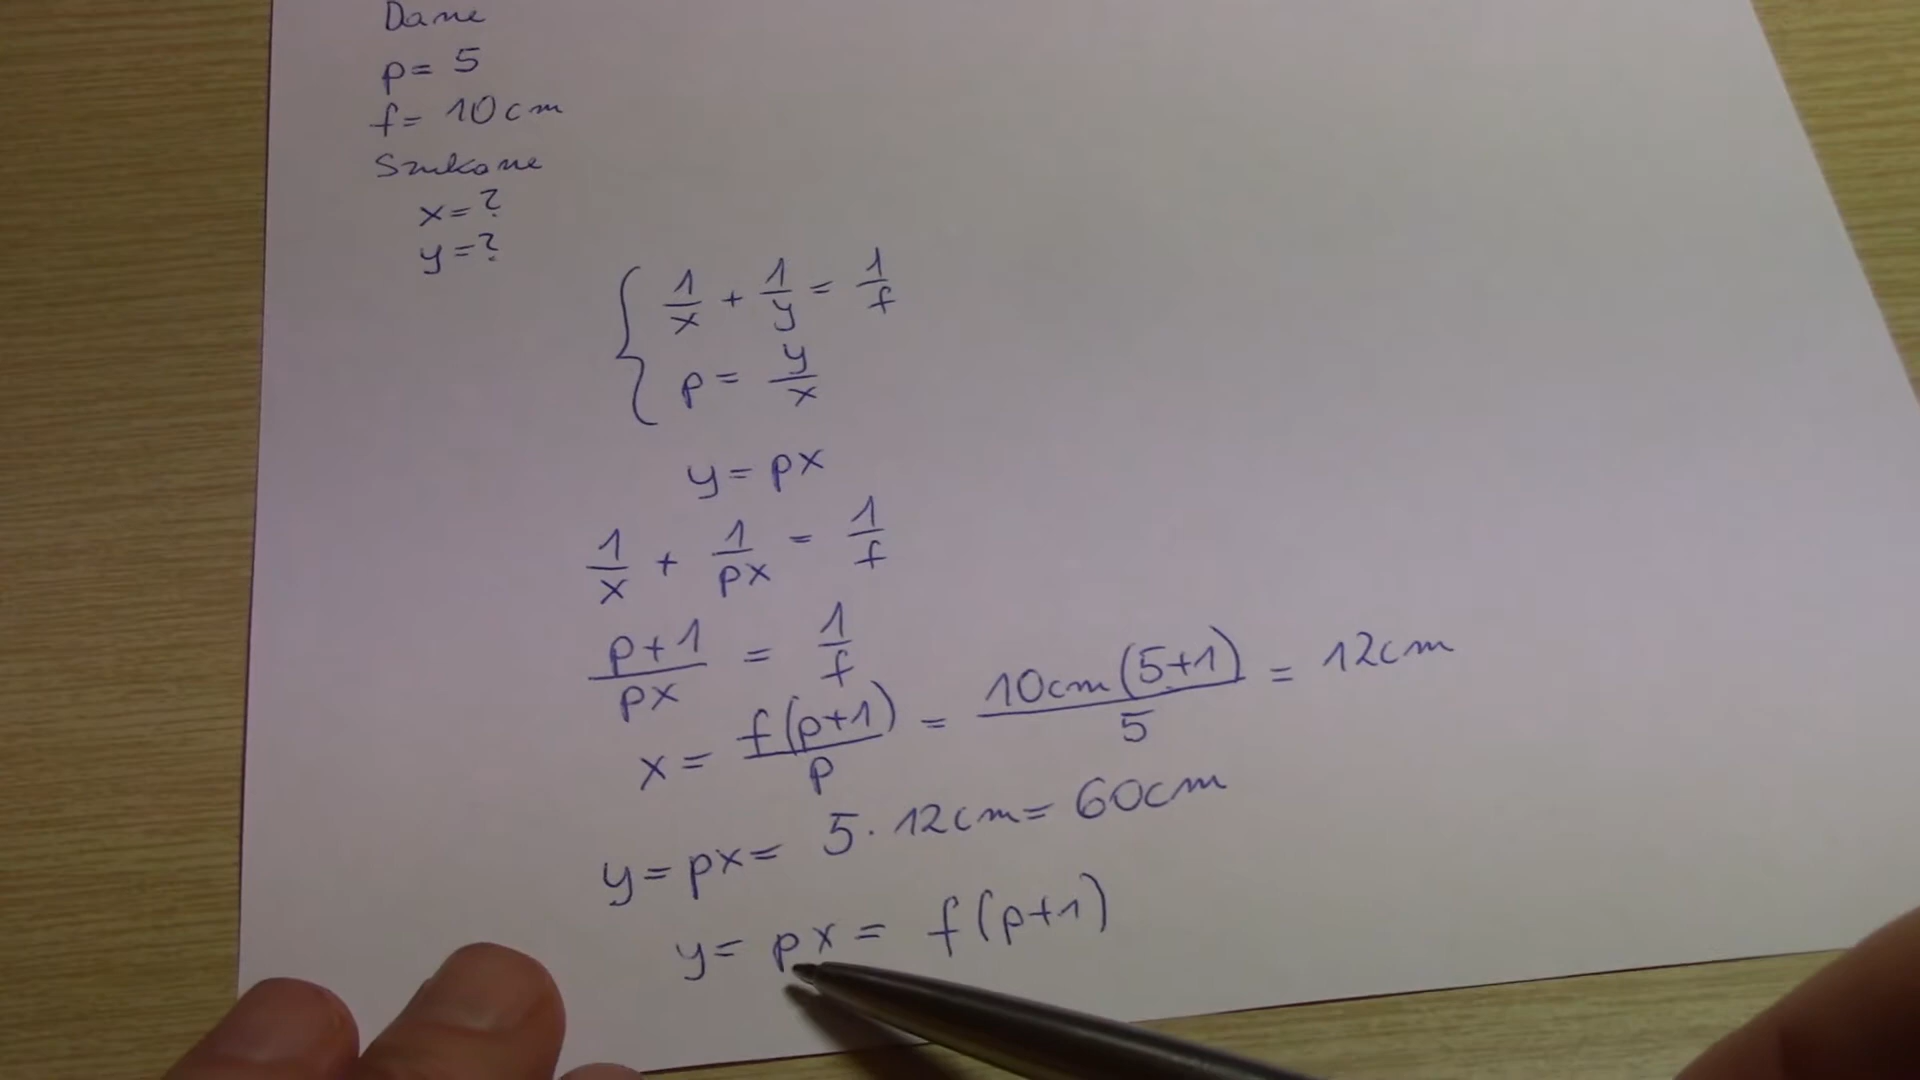 Dane
p = 5
f = 10cm
Szukane
x = ?
y = ?
1/x + 1/y = 1/f
p = y/x
y = px
1/x + 1/px = 1/f
p+1/px = 1/f
x = f(p+1)/p = 10cm(5+1)/5 = 12cm
y = px = 5 · 12cm = 60cm
y = px = f(p+1)